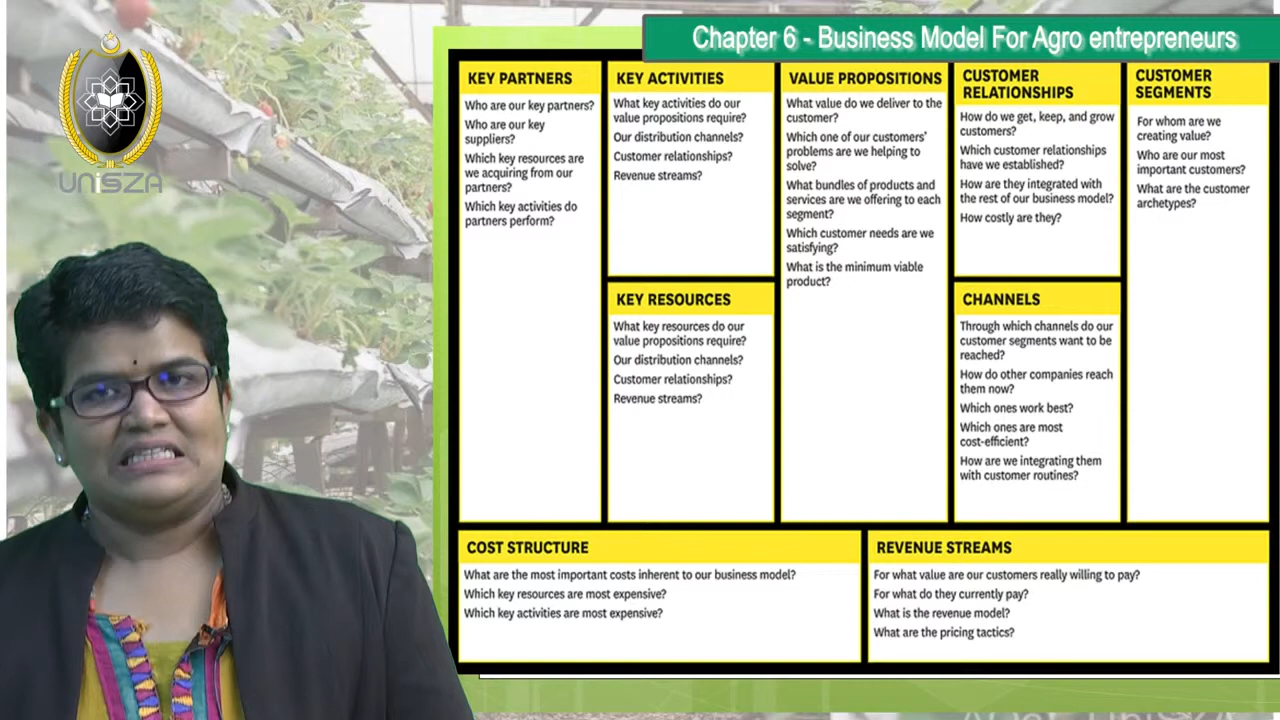 Chapter 6 - Business Model For Agro entrepreneurs
UNiSZA
KEY PARTNERS
Who are our key partners?
Who are our key
suppliers?
Which key resources are
we acquiring from our
partners?
Which key activities do
partners perform?
KEY ACTIVITIES
What key activities do our
value propositions require?
Our distribution channels?
Customer relationships?
Revenue streams?
KEY RESOURCES
What key resources do our
value propositions require?
Our distribution channels?
Customer relationships?
Revenue streams?
VALUE PROPOSITIONS
What value do we deliver to the
customer?
Which one of our customers'
problems are we helping to
solve?
What bundles of products and
services are we offering to each
segment?
Which customer needs are we
satisfying?
What is the minimum viable
product?
CUSTOMER
RELATIONSHIPS
How do we get, keep, and grow
customers?
Which customer relationships
have we established?
How are they integrated with
the rest of our business model?
How costly are they?
CHANNELS
Through which channels do our
customer segments want to be
reached?
How do other companies reach
them now?
Which ones work best?
Which ones are most
cost-efficient?
How are we integrating them
with customer routines?
CUSTOMER
SEGMENTS
For whom are we
creating value?
Who are our most
important customers?
What are the customer
archetypes?
COST STRUCTURE
What are the most important costs inherent to our business model?
Which key resources are most expensive?
Which key activities are most expensive?
REVENUE STREAMS
For what value are our customers really willing to pay?
For what do they currently pay?
What is the revenue model?
What are the pricing tactics?